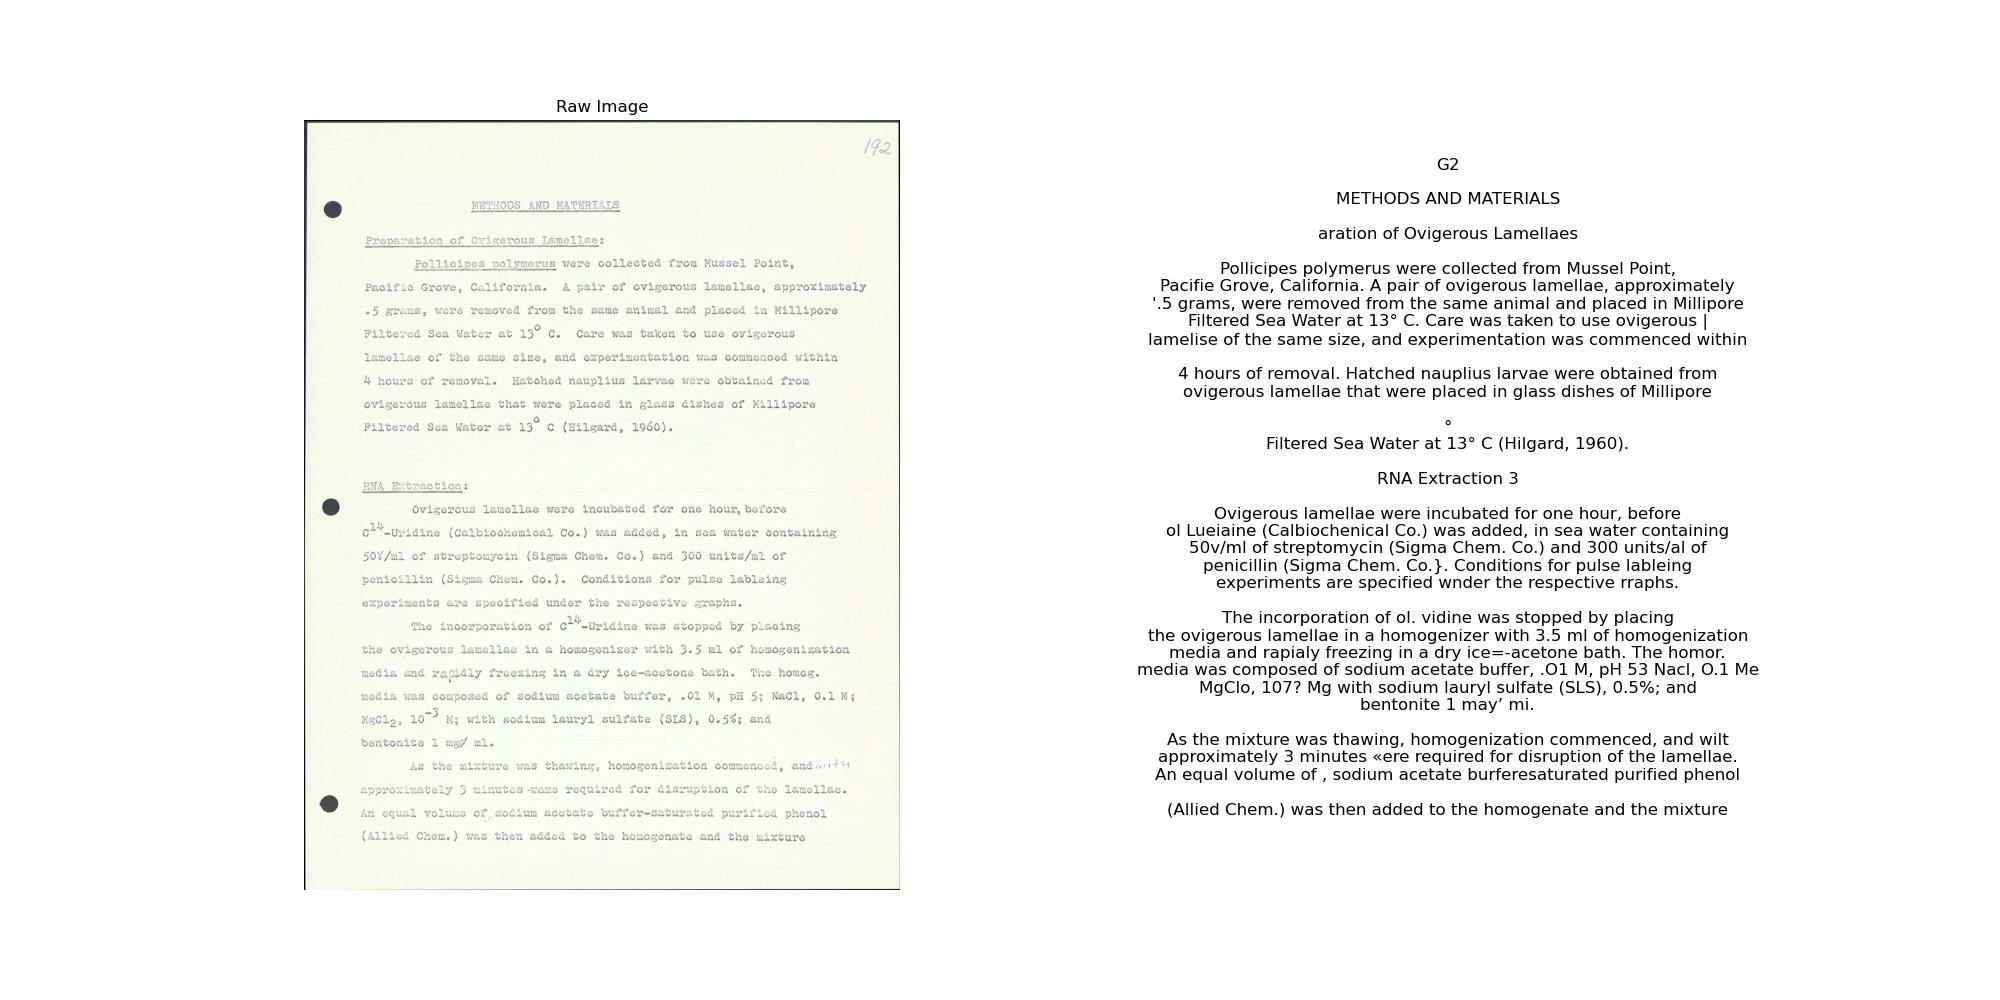 Raw Image
192
METHODS AND MATERIALS
Preparation of Ovigerous Lamellae:
Pollicipes polymerus were collected from Mussel Point,
Pacific Grove, California. A pair of ovigerous lamellae, approximately
.5 grams, were removed from the same animal and placed in Millipore
Filtered Sea Water at 13° C. Care was taken to use ovigerous
lamellae of the same size, and experimentation was commenced within
4 hours of removal. Hatched nauplius larvae were obtained from
ovigerous lamellae that were placed in glass dishes of Millipore
Filtered Sea Water at 13° C (Hilgard, 1960).
RNA Extraction:
Ovigerous lamellae were incubated for one hour, before
C14-Uridine (Calbiochemical Co.) was added, in sea water containing
50γ/ml of streptomycin (Sigma Chem. Co.) and 300 units/ml of
penicillin (Sigma Chem. Co.). Conditions for pulse lableing
experiments are specified under the respective graphs.
The incorporation of C14-Uridine was stopped by placing
the ovigerous lamellae in a homogenizer with 3.5 ml of homogenization
media and rapidly freezing in a dry ice-acetone bath. The homog.
media was composed of sodium acetate buffer, .01 M, pH 5; NaCl, 0.1 M;
MgCl2, 10-3 M; with sodium lauryl sulfate (SLS), 0.5%; and
bentonite 1 mg/ ml.
As the mixture was thawing, homogenization commenced, and
approximately 3 minutes were required for disruption of the lamellae.
An equal volume of sodium acetate buffer-saturated purified phenol
(Allied Chem.) was then added to the homogenate and the mixture
G2
METHODS AND MATERIALS
aration of Ovigerous Lamellaes
Pollicipes polymerus were collected from Mussel Point,
Pacific Grove, California. A pair of ovigerous lamellae, approximately
'.5 grams, were removed from the same animal and placed in Millipore
Filtered Sea Water at 13° C. Care was taken to use ovigerous |
lamelise of the same size, and experimentation was commenced within
4 hours of removal. Hatched nauplius larvae were obtained from
ovigerous lamellae that were placed in glass dishes of Millipore
°
Filtered Sea Water at 13° C (Hilgard, 1960).
RNA Extraction 3
Ovigerous lamellae were incubated for one hour, before
ol Lueiaine (Calbiochenical Co.) was added, in sea water containing
50v/ml of streptomycin (Sigma Chem. Co.) and 300 units/al of
penicillin (Sigma Chem. Co.}. Conditions for pulse lableing
experiments are specified wnder the respective rraphs.
The incorporation of ol. vidine was stopped by placing
the ovigerous lamellae in a homogenizer with 3.5 ml of homogenization
media and rapialy freezing in a dry ice=-acetone bath. The homor.
media was composed of sodium acetate buffer, .O1 M, pH 53 Nacl, O.1 Me
MgClo, 107? Mg with sodium lauryl sulfate (SLS), 0.5%; and
bentonite 1 may’ mi.
As the mixture was thawing, homogenization commenced, and wilt
approximately 3 minutes «ere required for disruption of the lamellae.
An equal volume of , sodium acetate burferesaturated purified phenol
(Allied Chem.) was then added to the homogenate and the mixture